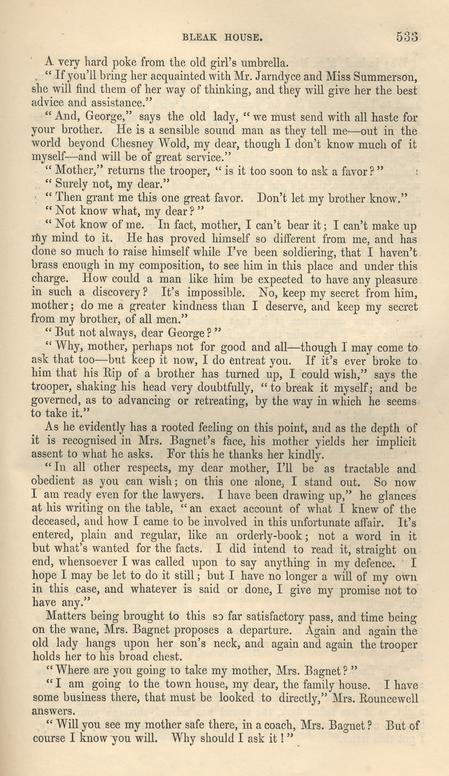 BLEAK HOUSE. 533
A very hard poke from the old girl's umbrella.
“ If you'll bring her acquainted with Mr. Jarndyce and Miss Summerson,
she will find them of her way of thinking, and they will give her the best
advice and assistance.”
“ And, George,” says the old lady, “ we must send with all haste for
your brother. He is a sensible sound man as they tell me—out in the
world beyond Chesney Wold, my dear, though I don't know much of it
myself—and will be of great service.”
“ Mother,” returns the trooper, “ is it too soon to ask a favor ? ”
“ Surely not, my dear.”
“ Then grant me this one great favor. Don't let my brother know.”
“ Not know what, my dear ? ”
“ Not know of me. In fact, mother, I can't bear it ; I can't make up
my mind to it. He has proved himself so different from me, and has
done so much to raise himself while I've been soldiering, that I haven't
brass enough in my composition, to see him in this place and under this
charge. How could a man like him be expected to have any pleasure
in such a discovery ? It's impossible. No, keep my secret from him,
mother ; do me a greater kindness than I deserve, and keep my secret
from my brother, of all men.”
“ But not always, dear George ? ”
“ Why, mother, perhaps not for good and all—though I may come to
ask that too—but keep it now, I do entreat you. If it's ever broke to
him that his Rip of a brother has turned up, I could wish,” says the
trooper, shaking his head very doubtfully, “ to break it myself ; and be
governed, as to advancing or retreating, by the way in which he seems
to take it.”
As he evidently has a rooted feeling on this point, and as the depth of
it is recognised in Mrs. Bagnet's face, his mother yields her implicit
assent to what he asks. For this he thanks her kindly.
“ In all other respects, my dear mother, I'll be as tractable and
obedient as you can wish ; on this one alone, I stand out. So now
I am ready even for the lawyers. I have been drawing up,” he glances
at his writing on the table, “ an exact account of what I knew of the
deceased, and how I came to be involved in this unfortunate affair. It's
entered, plain and regular, like an orderly-book ; not a word in it
but what's wanted for the facts. I did intend to read it, straight on
end, whensoever I was called upon to say anything in my defence. I
hope I may be let to do it still ; but I have no longer a will of my own
in this case, and whatever is said or done, I give my promise not to
have any.”
Matters being brought to this so far satisfactory pass, and time being
on the wane, Mrs. Bagnet proposes a departure. Again and again the
old lady hangs upon her son's neck, and again and again the trooper
holds her to his broad chest.
“ Where are you going to take my mother, Mrs. Bagnet ? ”
“ I am going to the town house, my dear, the family house. I have
some business there, that must be looked to directly,” Mrs. Rouncewell
answers.
“ Will you see my mother safe there, in a coach, Mrs. Bagnet ? But of
course I know you will. Why should I ask it ! ”